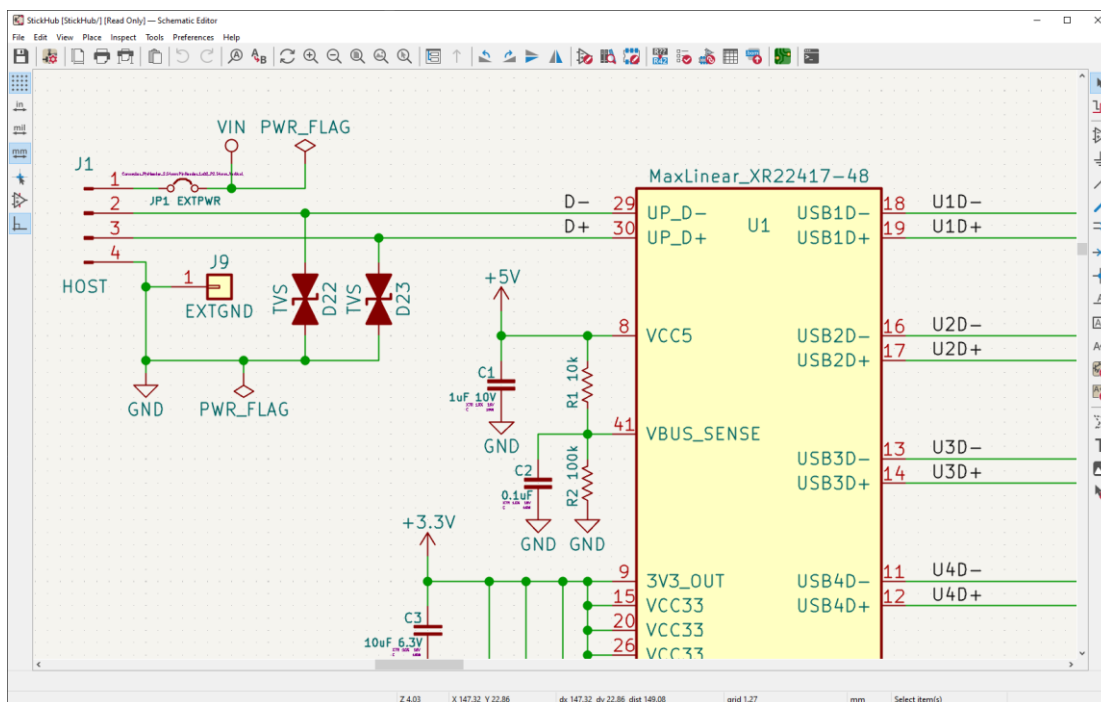 StickHub [StickHub/] [Read Only] — Schematic Editor
File Edit View Place Inspect Tools Preferences Help
in
mil
mm
VIN PWR_FLAG
J1
1
JP1 EXTPWR
2
3
4
HOST
J9
1
EXTGND
TVS D22
TVS D23
GND
PWR_FLAG
MaxLinear_XR22417-48
U1
D- 29 UP_D- USB1D- 18 U1D-
D+ 30 UP_D+ USB1D+ 19 U1D+
+5V
8 VCC5 USB2D- 16 U2D-
USB2D+ 17 U2D+
C1
1uF 10V
GND
R1 10k
41 VBUS_SENSE
USB3D- 13 U3D-
USB3D+ 14 U3D+
C2
0.1uF
R2 100k
GND GND
+3.3V
9 3V3_OUT USB4D- 11 U4D-
15 VCC33 USB4D+ 12 U4D+
20 VCC33
26 VCC33
C3
10uF 6.3V
Z 4.03 X 147.32 Y 22.86 dx 147.32 dy 22.86 dist 149.08 grid 1.27 mm Select item(s)